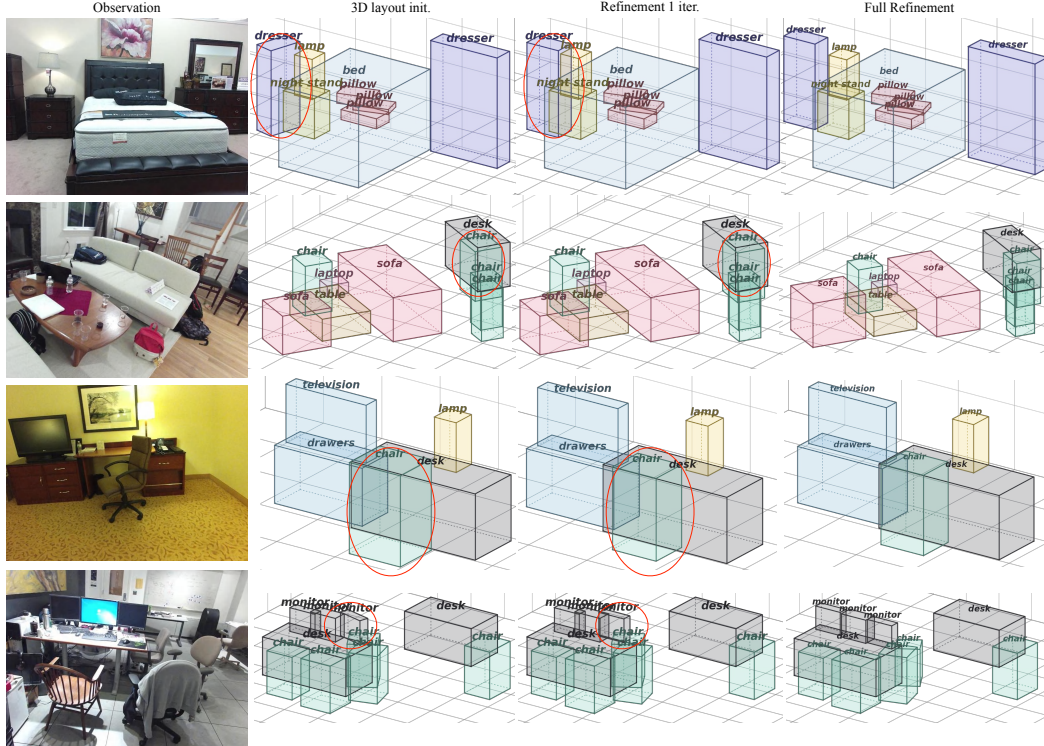 Observation
3D layout init.
Refinement 1 iter.
Full Refinement
dresser
lamp
dresser
bed
night stand
pillow
pillow
pillow
dresser
lamp
dresser
bed
night stand
pillow
pillow
pillow
dresser
lamp
dresser
bed
night stand
pillow
pillow
pillow
desk
chair
chair
sofa
laptop
chair
chair
sofa
table
desk
chair
chair
sofa
laptop
chair
chair
sofa
table
desk
chair
chair
sofa
laptop
chair
chair
sofa
table
television
lamp
drawers
chair
desk
television
lamp
drawers
chair
desk
television
lamp
drawers
chair
desk
monitor
monitor
monitor
desk
chair
desk
chair
chair
chair
chair
monitor
monitor
monitor
desk
chair
desk
chair
chair
chair
chair
monitor
monitor
monitor
desk
desk
chair
chair
chair
chair
chair